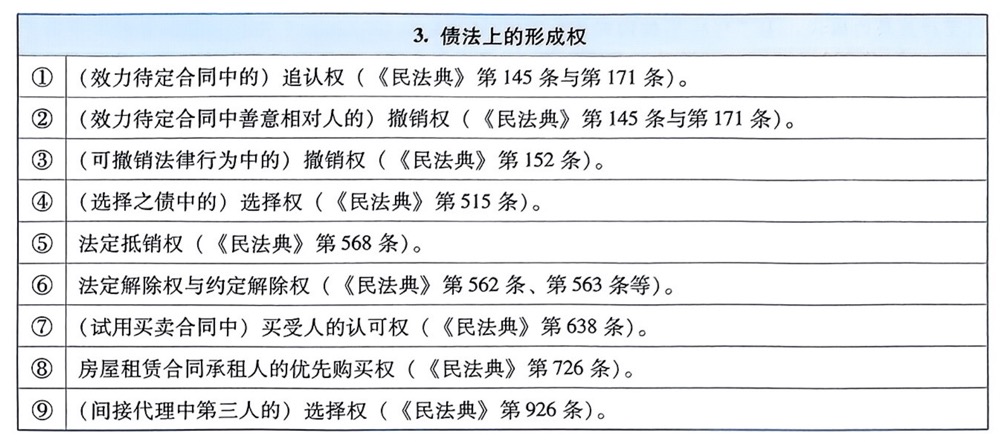 3. 债法上的形成权
① (效力待定合同中的) 追认权 (《民法典》第 145 条与第 171 条)。
② (效力待定合同中善意相对人的) 撤销权 (《民法典》第 145 条与第 171 条)。
③ (可撤销法律行为中的) 撤销权 (《民法典》第 152 条)。
④ (选择之债中的) 选择权 (《民法典》第 515 条)。
⑤ 法定抵销权 (《民法典》第 568 条)。
⑥ 法定解除权与约定解除权 (《民法典》第 562 条、第 563 条等)。
⑦ (试用买卖合同中) 买受人的认可权 (《民法典》第 638 条)。
⑧ 房屋租赁合同承租人的优先购买权 (《民法典》第 726 条)。
⑨ (间接代理中第三人的) 选择权 (《民法典》第 926 条)。